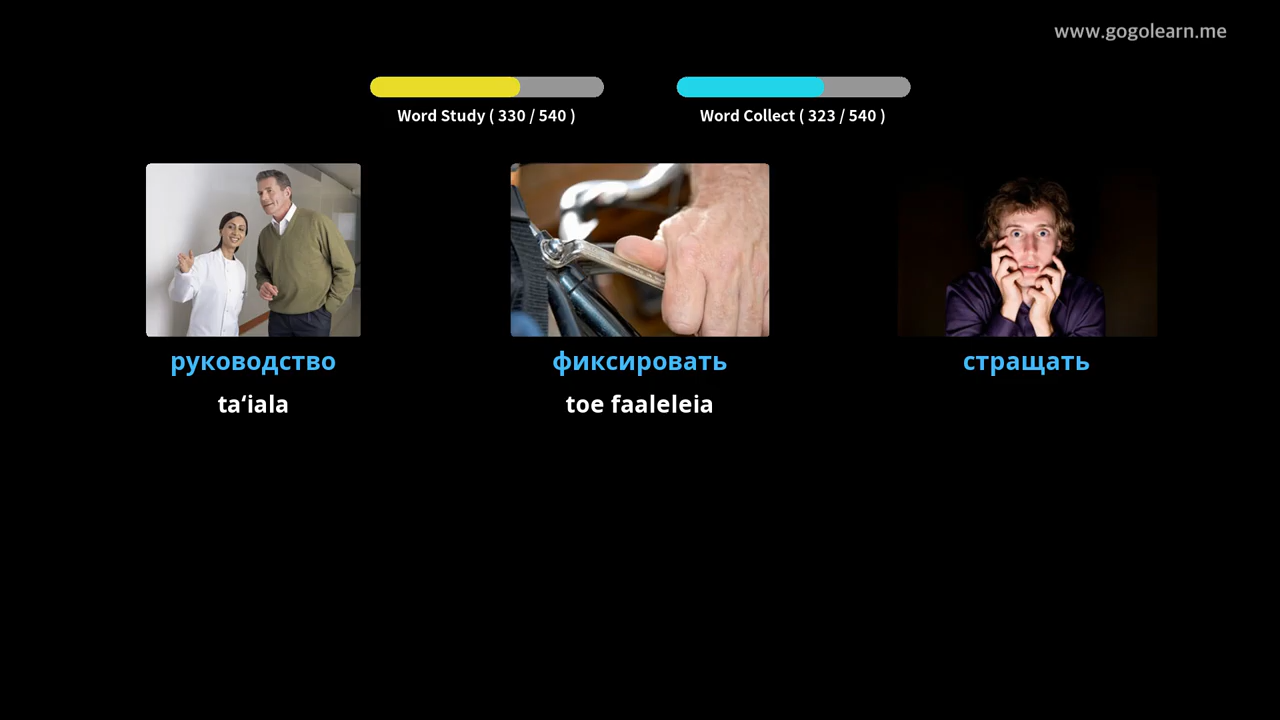 www.gogolearn.me
Word Study ( 330 / 540 )
Word Collect ( 323 / 540 )
руководство
фиксировать
стращать
ta‘iala
toe faaleleia